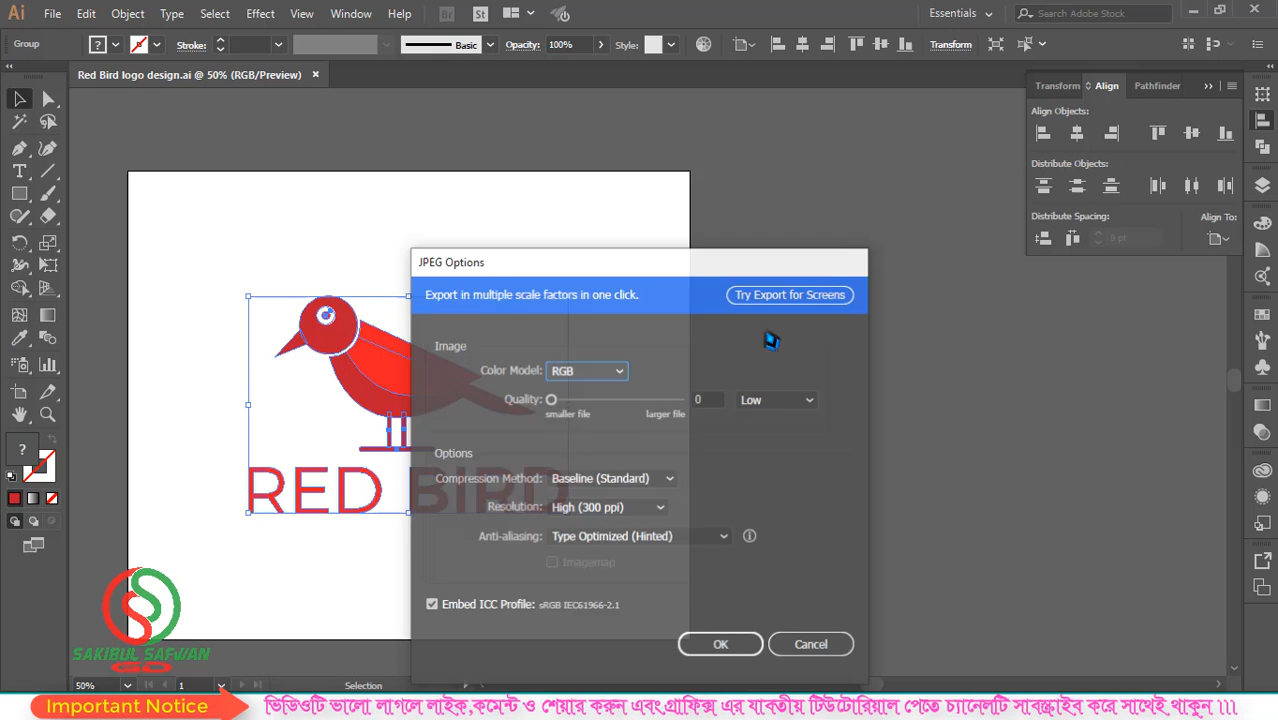 Ai File Edit Object Type Select Effect View Window Help Br St Essentials Search Adobe Stock
Group ? Stroke: Basic Opacity: 100% Style: Transform
Red Bird logo design.ai @ 50% (RGB/Preview)
Transform Align Pathfinder
Align Objects:
Distribute Objects:
Distribute Spacing: Align To:
0 pt
JPEG Options
Export in multiple scale factors in one click. Try Export for Screens
Image
Color Model: RGB
Quality: 0 Low
smaller file larger file
Options
Compression Method: Baseline (Standard)
Resolution: High (300 ppi)
Anti-aliasing: Type Optimized (Hinted)
Imagemap
Embed ICC Profile: sRGB IEC61966-2.1
OK Cancel
RED BIRD
?
SAKIBUL SAFWAN
50% 1 Selection
Important Notice
ভিডিওটি ভালো লাগলে লাইক,কমেন্ট ও শেয়ার করুন এবং গ্রাফিক্স এর যাবতীয় টিউটোরিয়াল পেতে চ্যানেলটি সাবস্ক্রাইব করে সাথেই থাকুন !!!